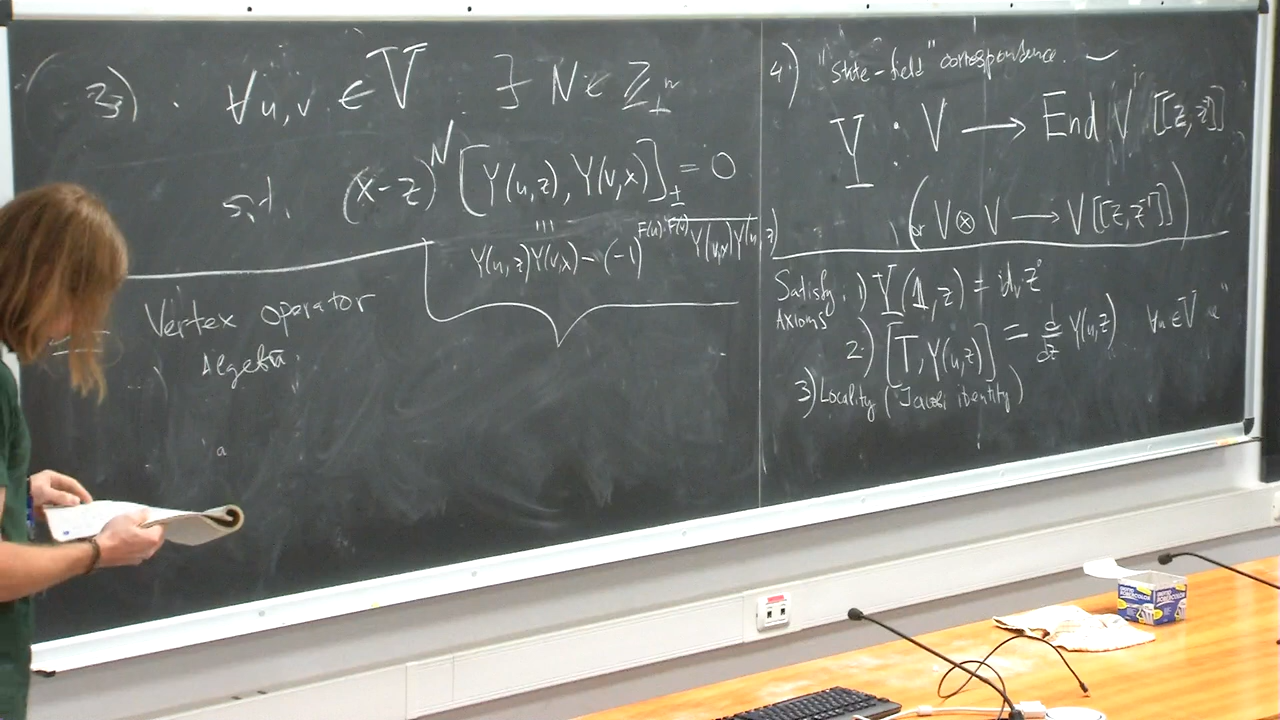 3.) . ∀u,v ∈ V ∃ N ∈ Z₊
s.t. (x-z)^N [Y(u,z), Y(v,x)]_± = 0
Y(u,z)Y(v,x) - (-1)^{F(u)·F(v)} Y(v,x)Y(u,z)
Vertex operator
Algebra.
4.) "state-field" correspondence.
Y : V → End V [[z, z⁻¹]]
(or V ⊗ V → V[[z, z⁻¹]])
Satisfy
Axioms
1) Y(1, z) = id_V z⁰
2.) [T, Y(u,z)] = d/dz Y(u,z) ∀u ∈ V
3) Locality ("Jacobi identity")